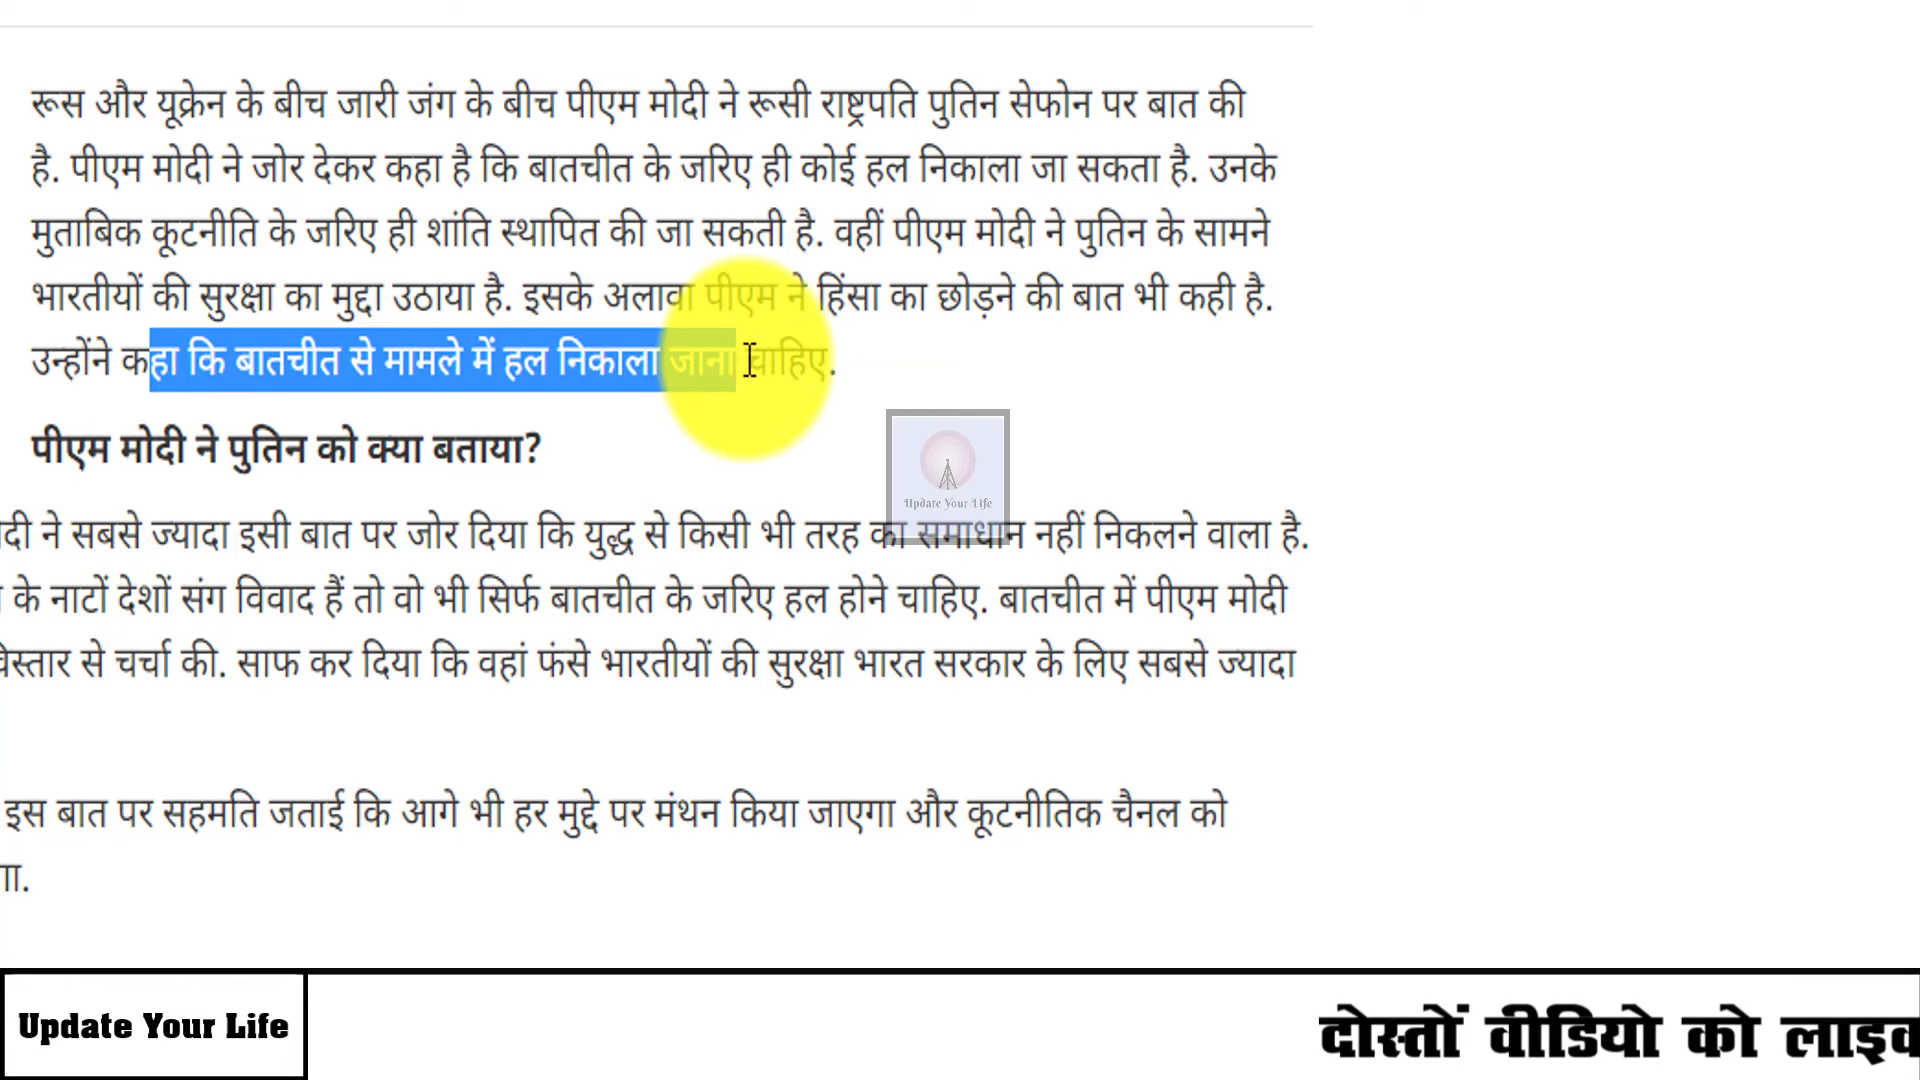 रूस और यूक्रेन के बीच जारी जंग के बीच पीएम मोदी ने रूसी राष्ट्रपति पुतिन सेफोन पर बात की
है. पीएम मोदी ने जोर देकर कहा है कि बातचीत के जरिए ही कोई हल निकाला जा सकता है. उनके
मुताबिक कूटनीति के जरिए ही शांति स्थापित की जा सकती है. वहीं पीएम मोदी ने पुतिन के सामने
भारतीयों की सुरक्षा का मुद्दा उठाया है. इसके अलावा पीएम ने हिंसा का छोड़ने की बात भी कही है.
उन्होंने कहा कि बातचीत से मामले में हल निकाला जाना चाहिए.
पीएम मोदी ने पुतिन को क्या बताया?
Update Your Life
ने सबसे ज्यादा इसी बात पर जोर दिया कि युद्ध से किसी भी तरह का समाधान नहीं निकलने वाला है.
के नाटों देशों संग विवाद हैं तो वो भी सिर्फ बातचीत के जरिए हल होने चाहिए. बातचीत में पीएम मोदी
से चर्चा की. साफ कर दिया कि वहां फंसे भारतीयों की सुरक्षा भारत सरकार के लिए सबसे ज्यादा
इस बात पर सहमति जताई कि आगे भी हर मुद्दे पर मंथन किया जाएगा और कूटनीतिक चैनल को
Update Your Life
दोस्तों वीडियो को